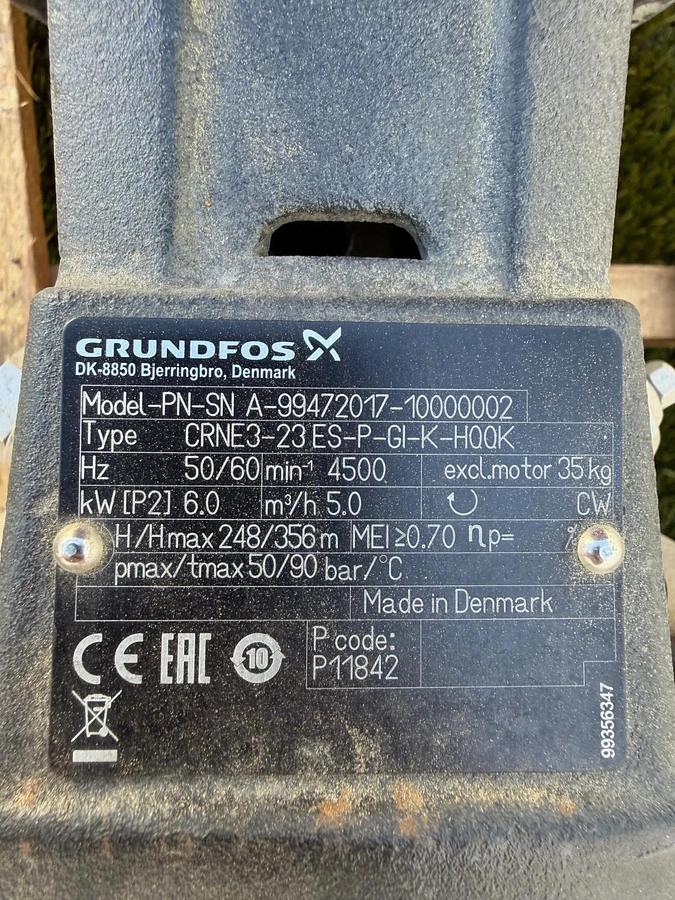 GRUNDFOS
DK-8850 Bjerringbro, Denmark
Model-PN-SN A-99472017-10000002
Type CRNE3-23 ES-P-GI-K-HQQK
Hz 50/60 min⁻¹ 4500 excl.motor 35 kg
kW [P2] 6.0 m³/h 5.0 CW
H/Hmax 248/356 m MEI ≥0.70 ηp=
pmax/tmax 50/90 bar/°C
Made in Denmark
CE EAC 10
P code:
P11842
99356347